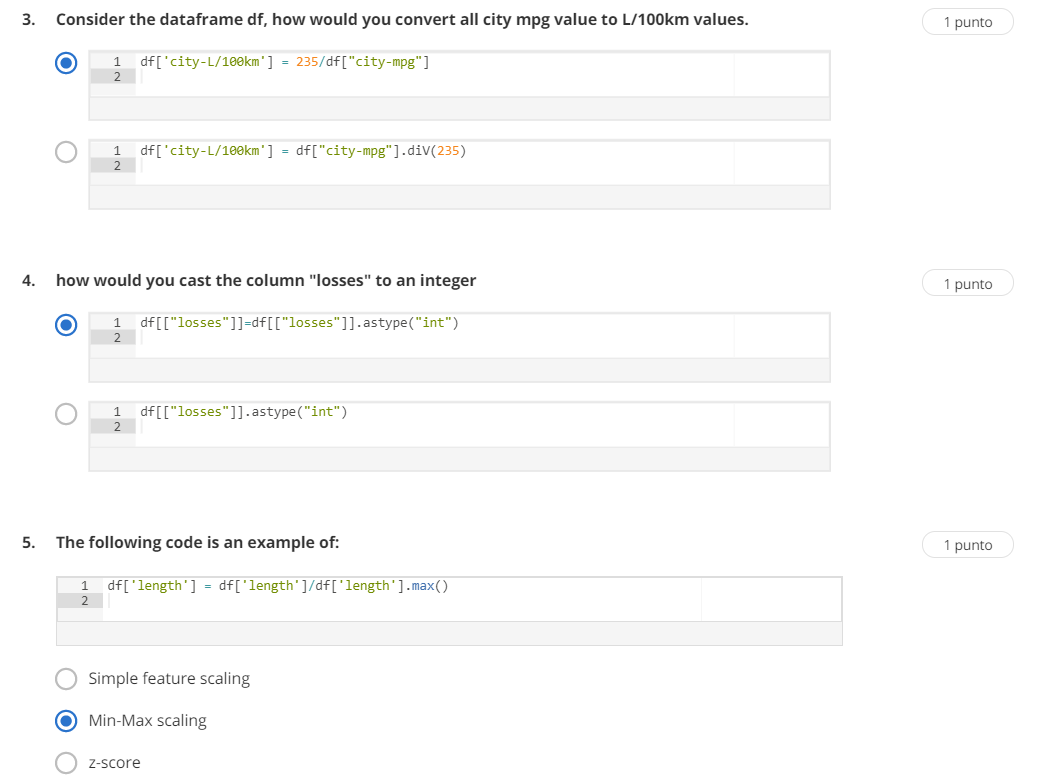 3. Consider the dataframe df, how would you convert all city mpg value to L/100km values. 1 punto
1 df['city-L/100km'] = 235/df["city-mpg"]
2
1 df['city-L/100km'] = df["city-mpg"].diV(235)
2
4. how would you cast the column "losses" to an integer 1 punto
1 df[["losses"]]=df[["losses"]].astype("int")
2
1 df[["losses"]].astype("int")
2
5. The following code is an example of: 1 punto
1 df['length'] = df['length']/df['length'].max()
2
Simple feature scaling
Min-Max scaling
z-score